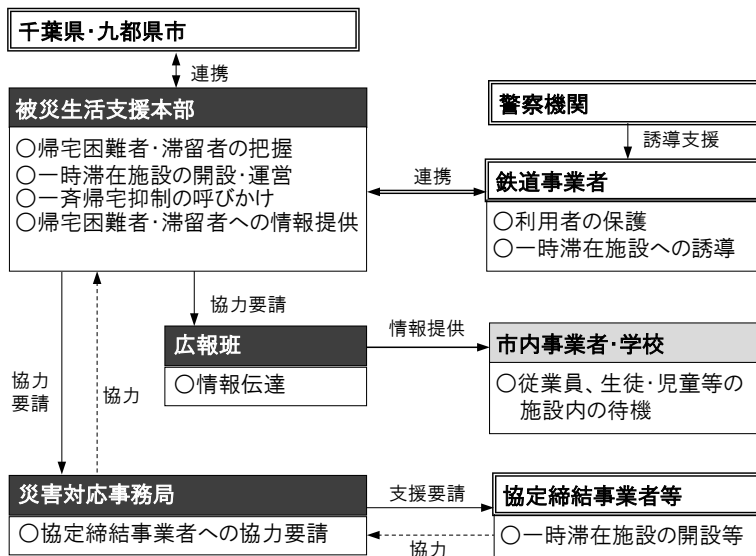 千葉県・九都県市
連携
被災生活支援本部
○帰宅困難者・滞留者の把握
○一時滞在施設の開設・運営
○一斉帰宅抑制の呼びかけ
○帰宅困難者・滞留者への情報提供
警察機関
誘導支援
連携
鉄道事業者
○利用者の保護
○一時滞在施設への誘導
協力要請
広報班
○情報伝達
情報提供
市内事業者・学校
○従業員、生徒・児童等の
施設内の待機
協力
要請
協力
災害対応事務局
○協定締結事業者への協力要請
支援要請
協力
協定締結事業者等
○一時滞在施設の開設等